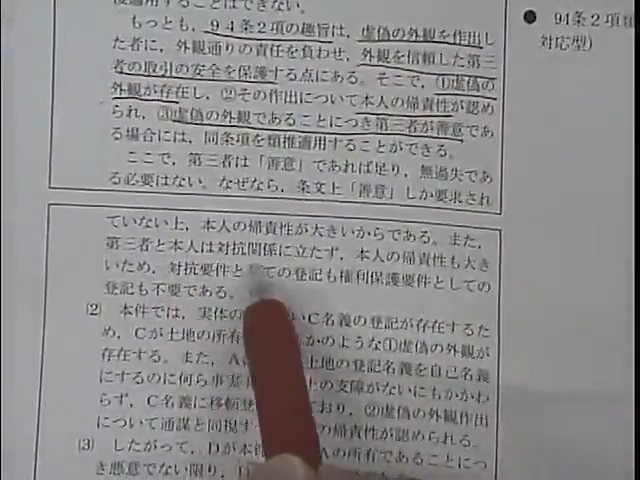 適用することはできない。
もっとも，９４条２項の趣旨は，虚偽の外観を作出し
た者に，外観通りの責任を負わせ，外観を信頼した第三
者の取引の安全を保護する点にある。そこで，①虚偽の
外観が存在し，②その作出について本人の帰責性が認め
られ，③虚偽の外観であることにつき第三者が善意であ
る場合には，同条項を類推適用することができる。
ここで，第三者は「善意」であれば足り，無過失であ
る必要はない。なぜなら，条文上「善意」しか要求され
ていない上，本人の帰責性が大きいからである。また，
第三者と本人は対抗関係に立たず，本人の帰責性も大き
いため，対抗要件としての登記も権利保護要件としての
登記も不要である。
⑵ 本件では，実体の いＣ名義の登記が存在するた
め，Ｃが土地の所有 かのような①虚偽の外観が
存在する。また，Ａ 土地の登記名義を自己名義
にするのに何ら事実 上の支障がないにもかかわ
らず，Ｃ名義に移転登 ており，②虚偽の外観作出
について通謀と同視す の帰責性が認められる。
⑶ したがって，Ｄが本 Ａの所有であることにつ
き悪意でない限り，
● 94条２項
対応型)